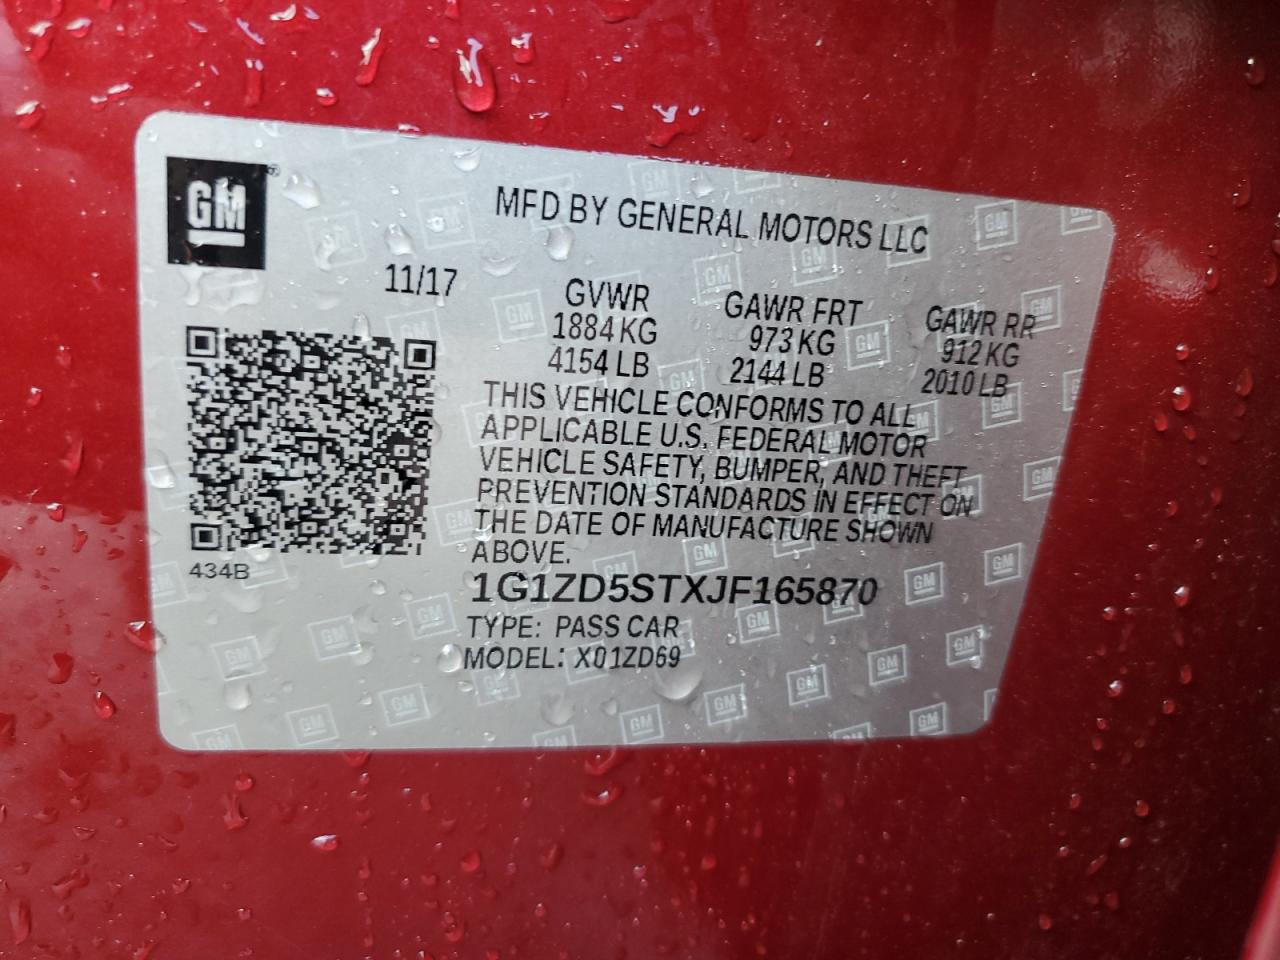 GM
MFD BY GENERAL MOTORS LLC
11/17
GVWR GAWR FRT GAWR RR
1884 KG 973 KG 912 KG
4154 LB 2144 LB 2010 LB
THIS VEHICLE CONFORMS TO ALL
APPLICABLE U.S. FEDERAL MOTOR
VEHICLE SAFETY, BUMPER, AND THEFT
PREVENTION STANDARDS IN EFFECT ON
THE DATE OF MANUFACTURE SHOWN
ABOVE.
434B
1G1ZD5STXJF165870
TYPE: PASS CAR
MODEL: X01ZD69